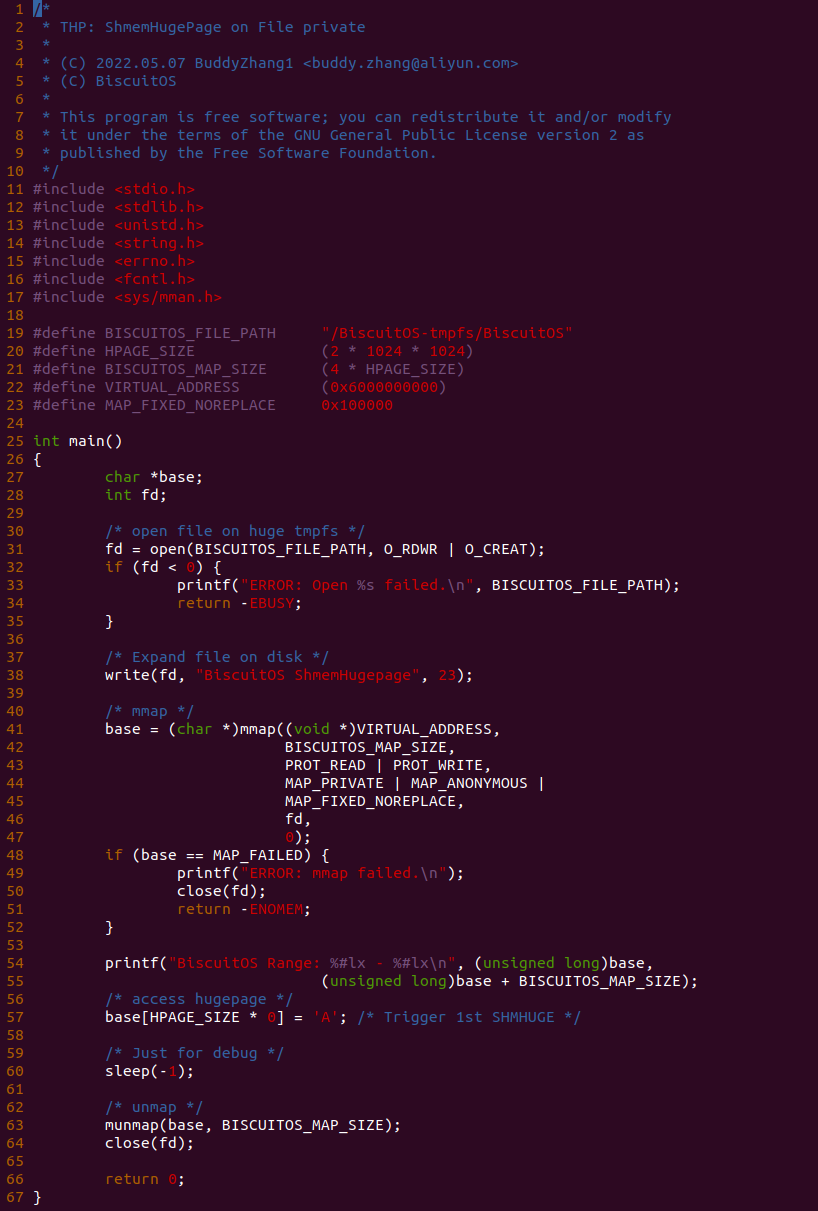 1 /*
2  * THP: ShmemHugePage on File private
3  *
4  * (C) 2022.05.07 BuddyZhang1 <buddy.zhang@aliyun.com>
5  * (C) BiscuitOS
6  *
7  * This program is free software; you can redistribute it and/or modify
8  * it under the terms of the GNU General Public License version 2 as
9  * published by the Free Software Foundation.
10  */
11 #include <stdio.h>
12 #include <stdlib.h>
13 #include <unistd.h>
14 #include <string.h>
15 #include <errno.h>
16 #include <fcntl.h>
17 #include <sys/mman.h>
18
19 #define BISCUITOS_FILE_PATH     "/BiscuitOS-tmpfs/BiscuitOS"
20 #define HPAGE_SIZE              (2 * 1024 * 1024)
21 #define BISCUITOS_MAP_SIZE      (4 * HPAGE_SIZE)
22 #define VIRTUAL_ADDRESS         (0x6000000000)
23 #define MAP_FIXED_NOREPLACE     0x100000
24
25 int main()
26 {
27         char *base;
28         int fd;
29
30         /* open file on huge tmpfs */
31         fd = open(BISCUITOS_FILE_PATH, O_RDWR | O_CREAT);
32         if (fd < 0) {
33                 printf("ERROR: Open %s failed.\n", BISCUITOS_FILE_PATH);
34                 return -EBUSY;
35         }
36
37         /* Expand file on disk */
38         write(fd, "BiscuitOS ShmemHugepage", 23);
39
40         /* mmap */
41         base = (char *)mmap((void *)VIRTUAL_ADDRESS,
42                             BISCUITOS_MAP_SIZE,
43                             PROT_READ | PROT_WRITE,
44                             MAP_PRIVATE | MAP_ANONYMOUS |
45                             MAP_FIXED_NOREPLACE,
46                             fd,
47                             0);
48         if (base == MAP_FAILED) {
49                 printf("ERROR: mmap failed.\n");
50                 close(fd);
51                 return -ENOMEM;
52         }
53
54         printf("BiscuitOS Range: %#lx - %#lx\n", (unsigned long)base,
55                                 (unsigned long)base + BISCUITOS_MAP_SIZE);
56         /* access hugepage */
57         base[HPAGE_SIZE * 0] = 'A'; /* Trigger 1st SHMHUGE */
58
59         /* Just for debug */
60         sleep(-1);
61
62         /* unmap */
63         munmap(base, BISCUITOS_MAP_SIZE);
64         close(fd);
65
66         return 0;
67 }